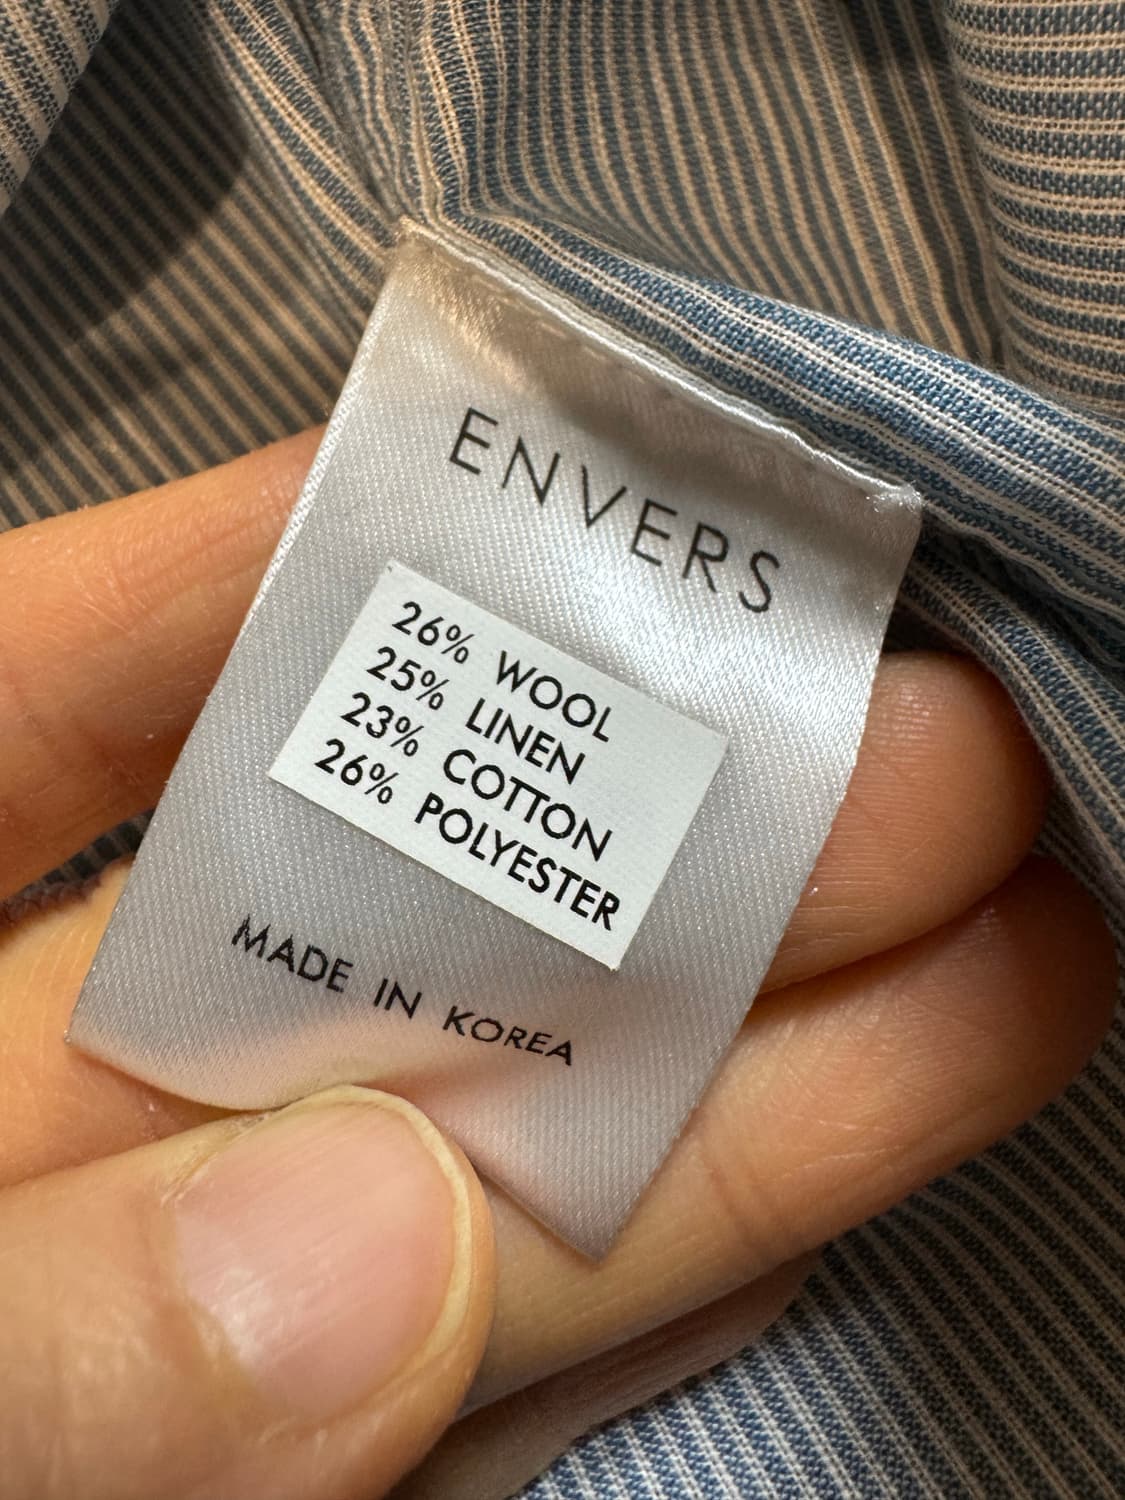 ENVERS
26% WOOL
25% LINEN
23% COTTON
26% POLYESTER
MADE IN KOREA